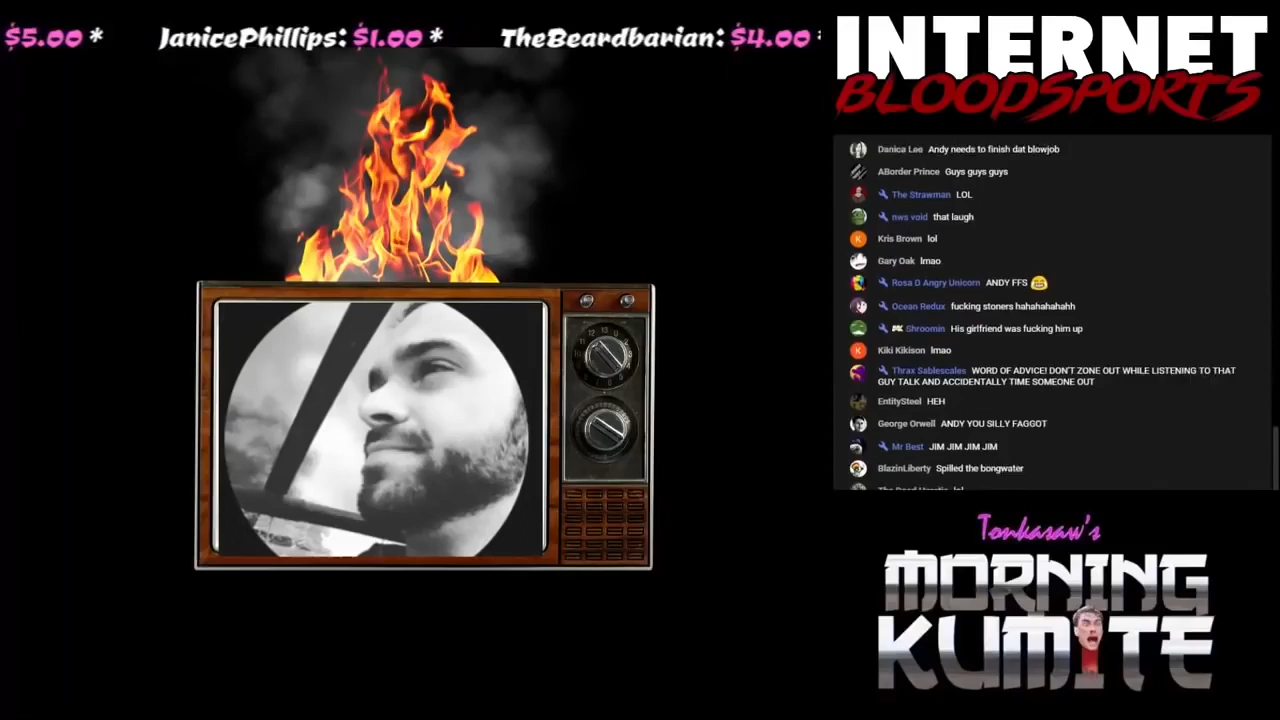 $5.00 *
JanicePhillips: $1.00 *
TheBeardbarian: $4.00
INTERNET
BLOODSPORTS
Danica Lee Andy needs to finish dat blowjob
ABorder Prince Guys guys guys
The Strawman LOL
nws void that laugh
Kris Brown lol
Gary Oak lmao
Rosa D Angry Unicorn ANDY FFS 😂
Ocean Redux fucking stoners hahahahahahh
Shroomin His girlfriend was fucking him up
Kiki Kikison lmao
Thrax Sablescales WORD OF ADVICE! DON'T ZONE OUT WHILE LISTENING TO THAT
GUY TALK AND ACCIDENTALLY TIME SOMEONE OUT
EntitySteel HEH
George Orwell ANDY YOU SILLY FAGGOT
Mr Best JIM JIM JIM JIM
BlazinLiberty Spilled the bongwater
Tonkasaw's
MORNING
KUMITE